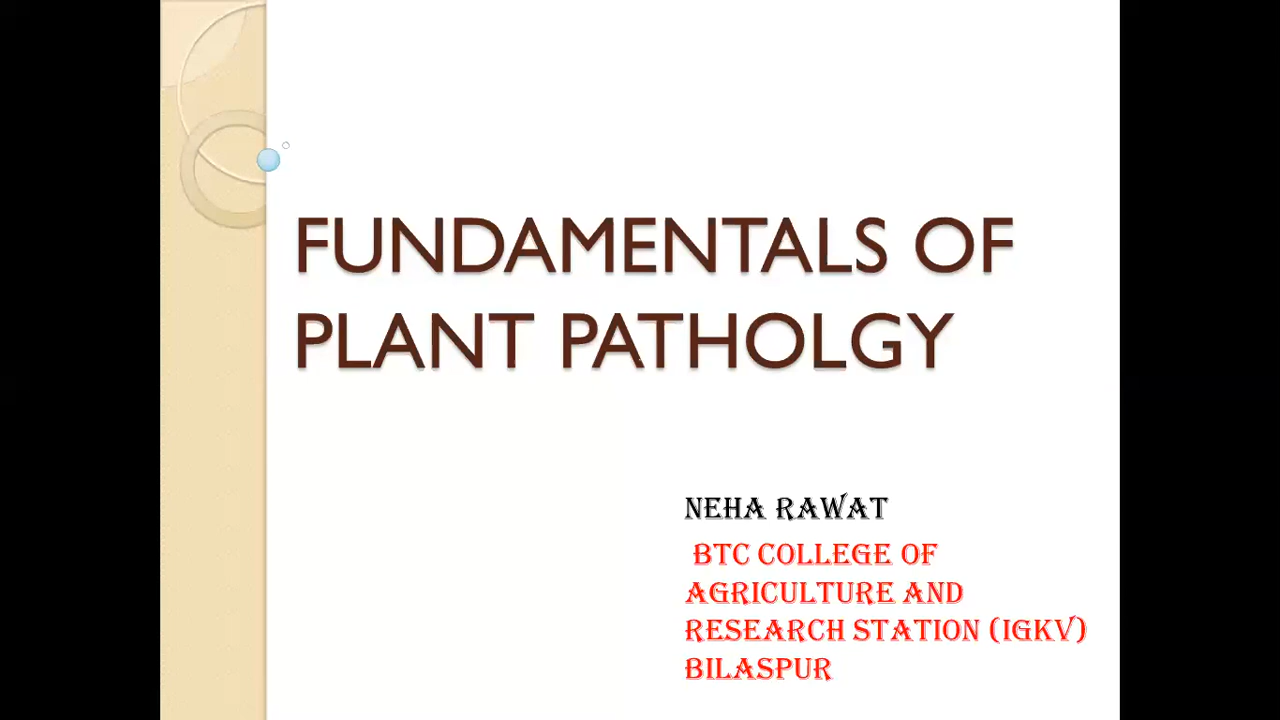 FUNDAMENTALS OF
PLANT PATHOLGY
NEHA RAWAT
BTC COLLEGE OF
AGRICULTURE AND
RESEARCH STATION (IGKV)
BILASPUR